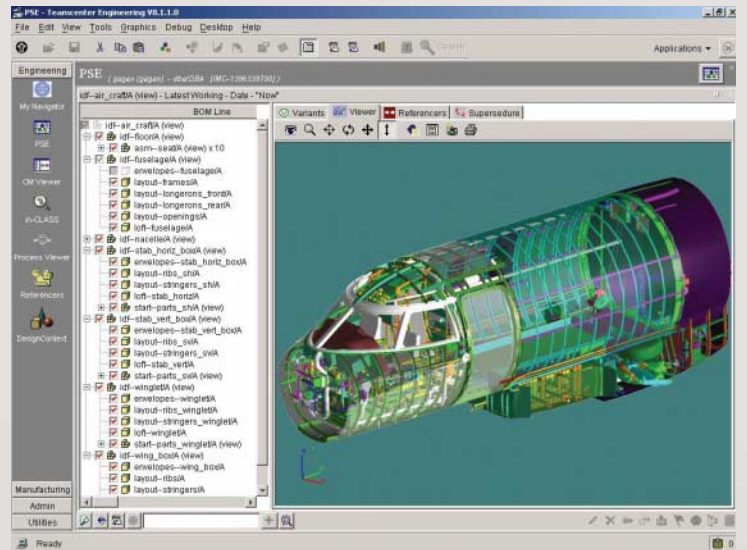 PSE - Teamcenter Engineering V8.1.1.0
File Edit View Tools Graphics Debug Desktop Help
Search
Applications
Engineering
PSE
( gagan (gagan) - dba/DBA
idf-air_craft/A (view) - Latest Working - Date - "Now"
BOM Line
Variants Viewer Referencers Supersedure
My Navigator
PSE
CM Viewer
In-CLASS
Process Viewer
Referencers
DesignContext
idf-air_craft/A (view)
idf-floor/A (view)
asm-seat/A (view) x 10
idf-fuselage/A (view)
envelopes-fuselage/A
layout-frames/A
layout-longerons_front/A
layout-longerons_rear/A
layout-openings/A
loft-fuselage/A
idf-nacelle/A (view)
idf-stab_horiz_box/A (view)
envelopes-stab_horiz_box/A
layout-ribs_sh/A
layout-stringers_sh/A
loft-stab_horiz/A
start-parts_sh/A (view)
idf-stab_vert_box/A (view)
envelopes-stab_vert_box/A
layout-ribs_sv/A
layout-stringers_sv/A
loft-stab_vert/A
start-parts_sv/A (view)
idf-winglet/A (view)
envelopes-winglet/A
layout-ribs_winglet/A
layout-stringers_winglet/A
loft-winglet/A
start-parts_winglet/A (view)
idf-wing_box/A (view)
envelopes-wing_box/A
layout-ribs/A
layout-stringers/A
Manufacturing
Admin
Utilities
Ready
0